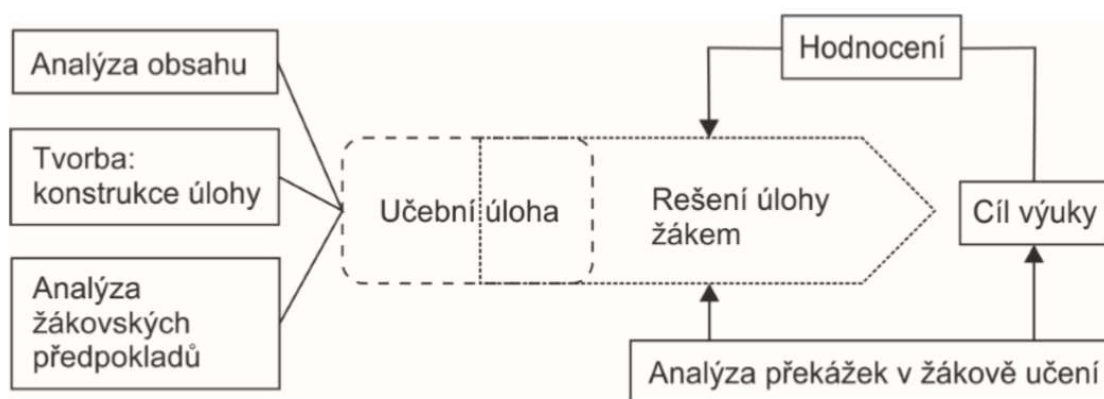 Analýza obsahu
Tvorba:
konstrukce úlohy
Analýza
žákovských
předpokladů
Učební úloha
Rešení úlohy
žákem
Hodnocení
Cíl výuky
Analýza překážek v žákově učení